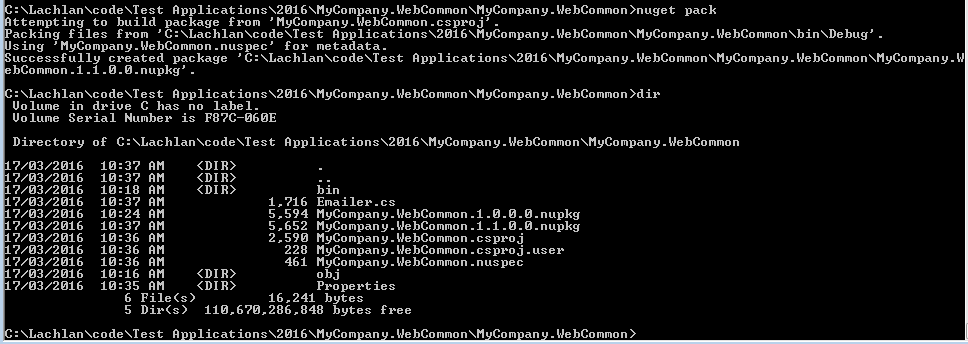 C:\Lachlan\code\Test Applications\2016\MyCompany.WebCommon\MyCompany.WebCommon>nuget pack
Attempting to build package from 'MyCompany.WebCommon.csproj'.
Packing files from 'C:\Lachlan\code\Test Applications\2016\MyCompany.WebCommon\MyCompany.WebCommon\bin\Debug'.
Using 'MyCompany.WebCommon.nuspec' for metadata.
Successfully created package 'C:\Lachlan\code\Test Applications\2016\MyCompany.WebCommon\MyCompany.WebCommon\MyCompany.W
ebCommon.1.1.0.0.nupkg'.
C:\Lachlan\code\Test Applications\2016\MyCompany.WebCommon\MyCompany.WebCommon>dir
Volume in drive C has no label.
Volume Serial Number is F87C-060E
Directory of C:\Lachlan\code\Test Applications\2016\MyCompany.WebCommon\MyCompany.WebCommon
17/03/2016 10:37 AM <DIR> .
17/03/2016 10:37 AM <DIR> ..
17/03/2016 10:18 AM <DIR> bin
17/03/2016 10:37 AM 1,716 Emailer.cs
17/03/2016 10:24 AM 5,594 MyCompany.WebCommon.1.0.0.0.nupkg
17/03/2016 10:37 AM 5,652 MyCompany.WebCommon.1.1.0.0.nupkg
17/03/2016 10:36 AM 2,590 MyCompany.WebCommon.csproj
17/03/2016 10:36 AM 228 MyCompany.WebCommon.csproj.user
17/03/2016 10:36 AM 461 MyCompany.WebCommon.nuspec
17/03/2016 10:16 AM <DIR> obj
17/03/2016 10:35 AM <DIR> Properties
6 File(s) 16,241 bytes
5 Dir(s) 110,670,286,848 bytes free
C:\Lachlan\code\Test Applications\2016\MyCompany.WebCommon\MyCompany.WebCommon>